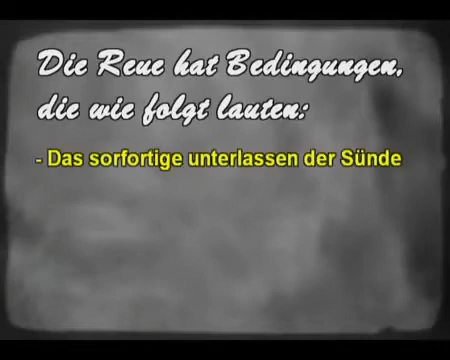 Die Reue hat Bedingungen,
die wie folgt lauten:
- Das sorfortige unterlassen der Sünde